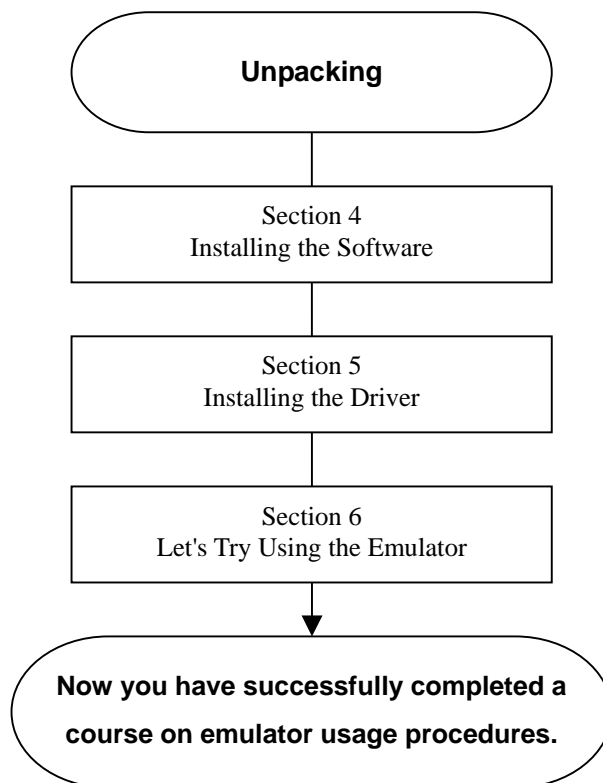 Unpacking
Section 4
Installing the Software
Section 5
Installing the Driver
Section 6
Let's Try Using the Emulator
Now you have successfully completed a
course on emulator usage procedures.